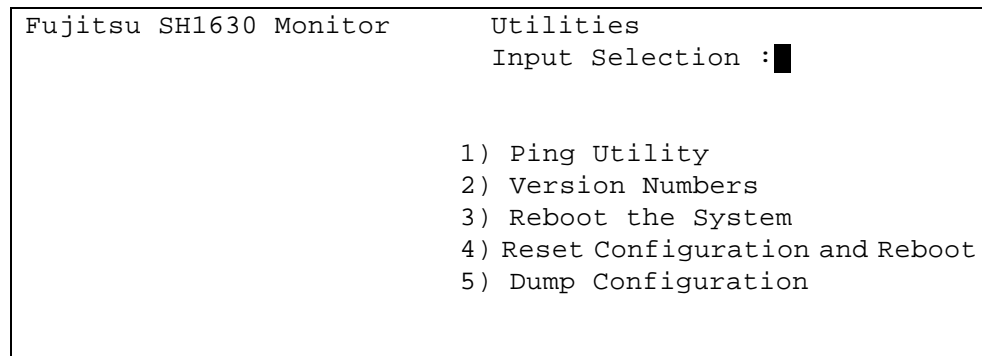 Fujitsu SH1630 Monitor Utilities
Input Selection :
1) Ping Utility
2) Version Numbers
3) Reboot the System
4) Reset Configuration and Reboot
5) Dump Configuration